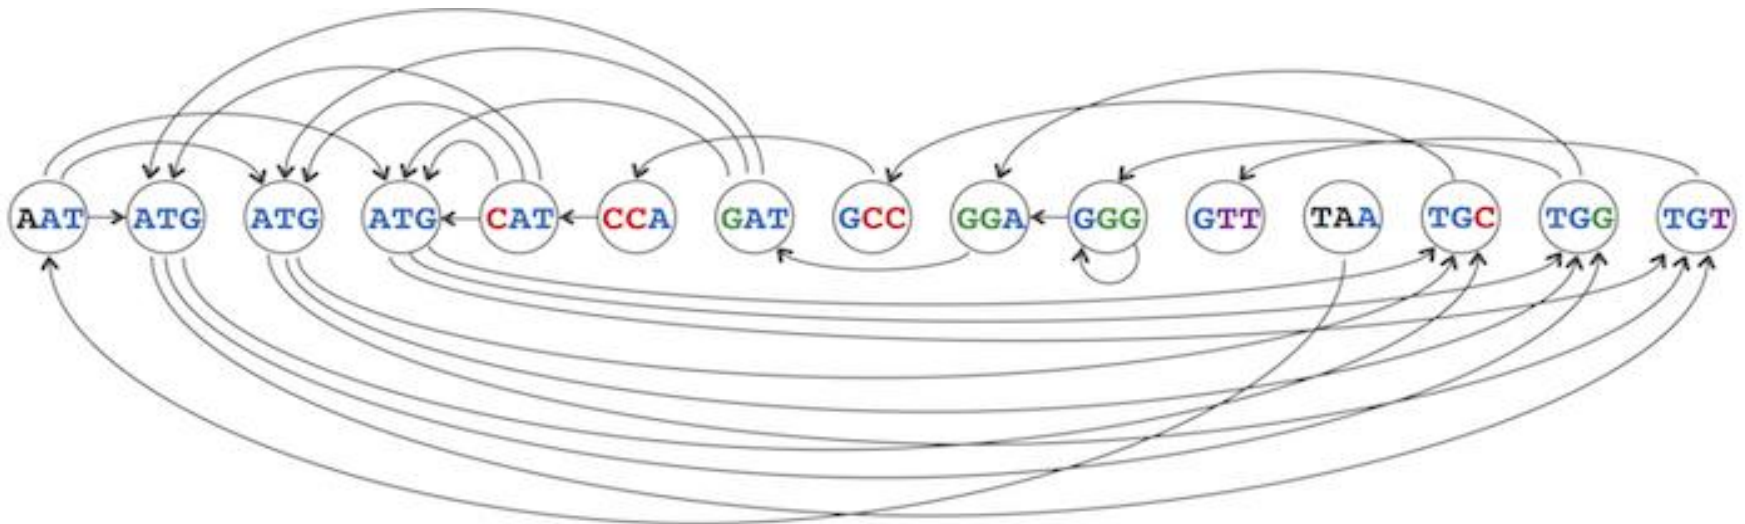 AAT ATG ATG ATG CAT CCA GAT GCC GGA GGG GTT TAA TGC TGG TGT